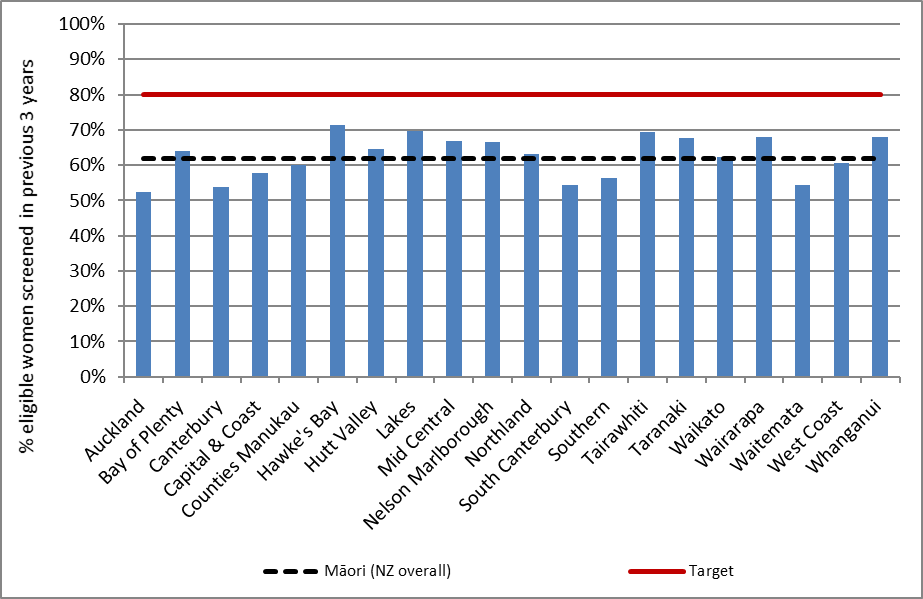 % eligible women screened in previous 3 years
100%
90%
80%
70%
60%
50%
40%
30%
20%
10%
0%
Auckland
Bay of Plenty
Canterbury
Capital & Coast
Counties Manukau
Hawke's Bay
Hutt Valley
Lakes
Mid Central
Nelson Marlborough
Northland
South Canterbury
Southern
Tairawhiti
Taranaki
Waikato
Wairarapa
Waitemata
West Coast
Whanganui
Māori (NZ overall)
Target